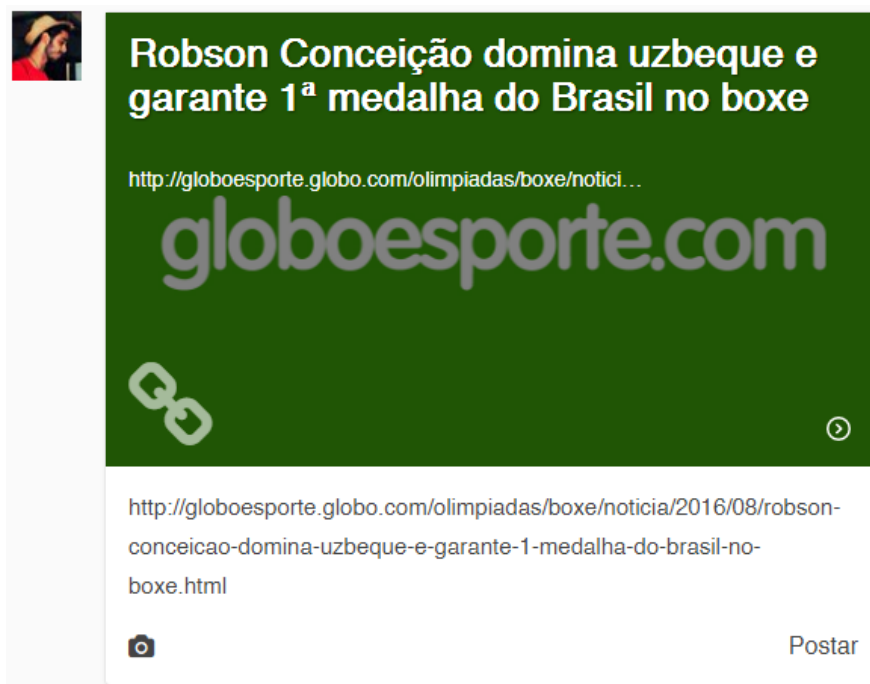 Robson Conceição domina uzbeque e
garante 1ª medalha do Brasil no boxe
http://globoesporte.globo.com/olimpiadas/boxe/notici...
globoesporte.com
http://globoesporte.globo.com/olimpiadas/boxe/noticia/2016/08/robson-
conceicao-domina-uzbeque-e-garante-1-medalha-do-brasil-no-
boxe.html
Postar